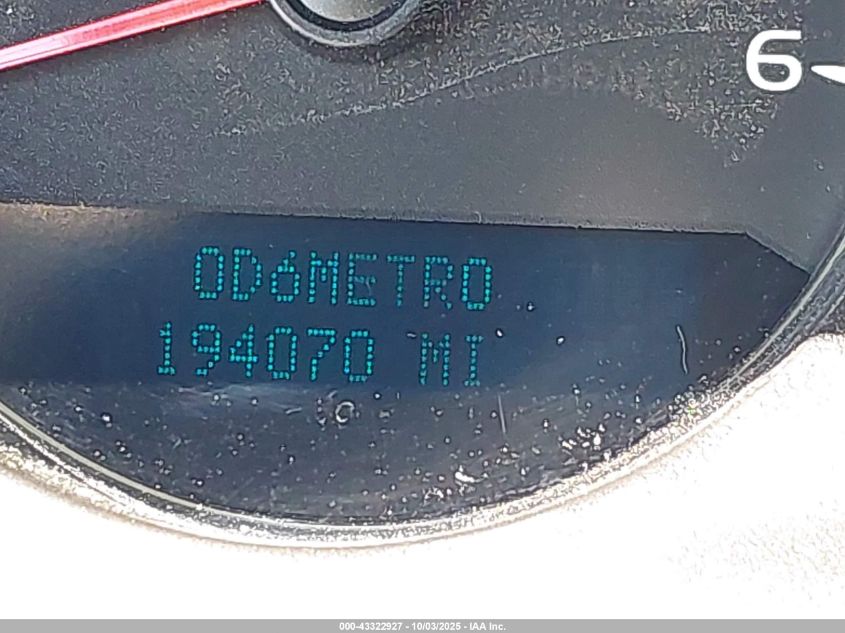 6
ODóMETRO
194070 MI
000-43322927 - 10/03/2025 - IAA Inc.